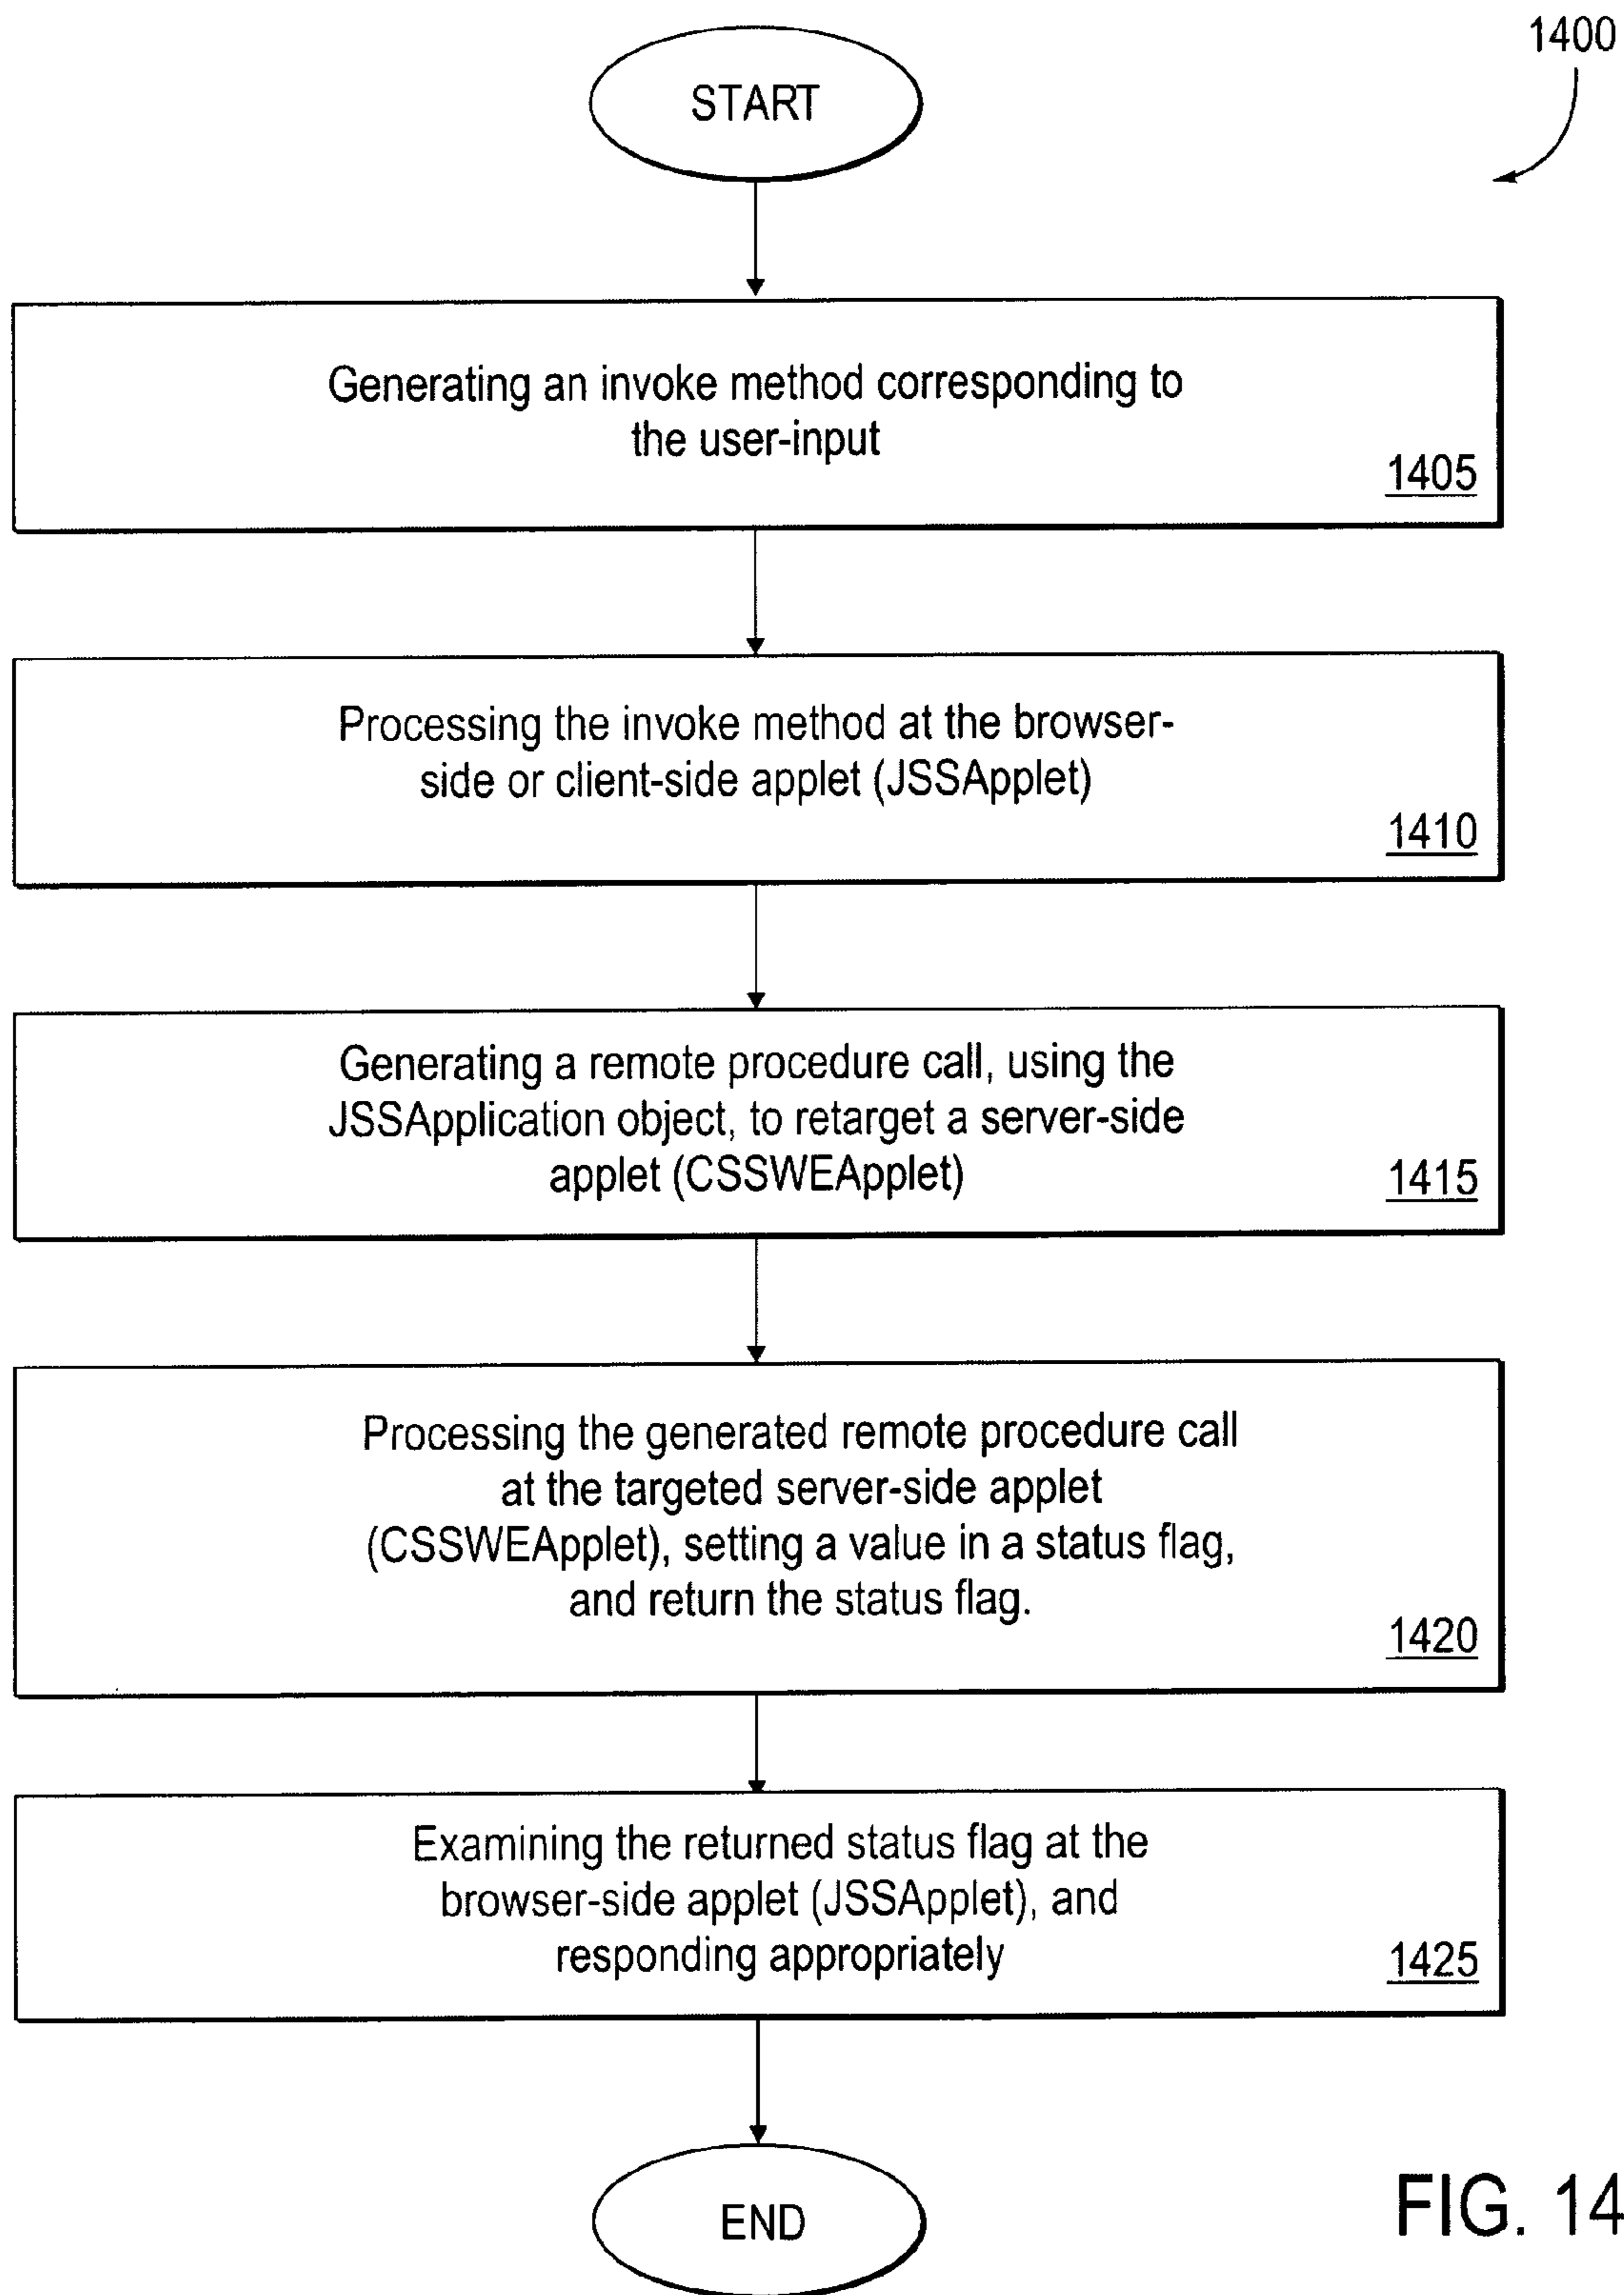 1400
START
Generating an invoke method corresponding to
the user-input
1405
Processing the invoke method at the browser-
side or client-side applet (JSSApplet)
1410
Generating a remote procedure call, using the
JSSApplication object, to retarget a server-side
applet (CSSWEApplet)
1415
Processing the generated remote procedure call
at the targeted server-side applet
(CSSWEApplet), setting a value in a status flag,
and return the status flag.
1420
Examining the returned status flag at the
browser-side applet (JSSApplet), and
responding appropriately
1425
END
FIG. 14